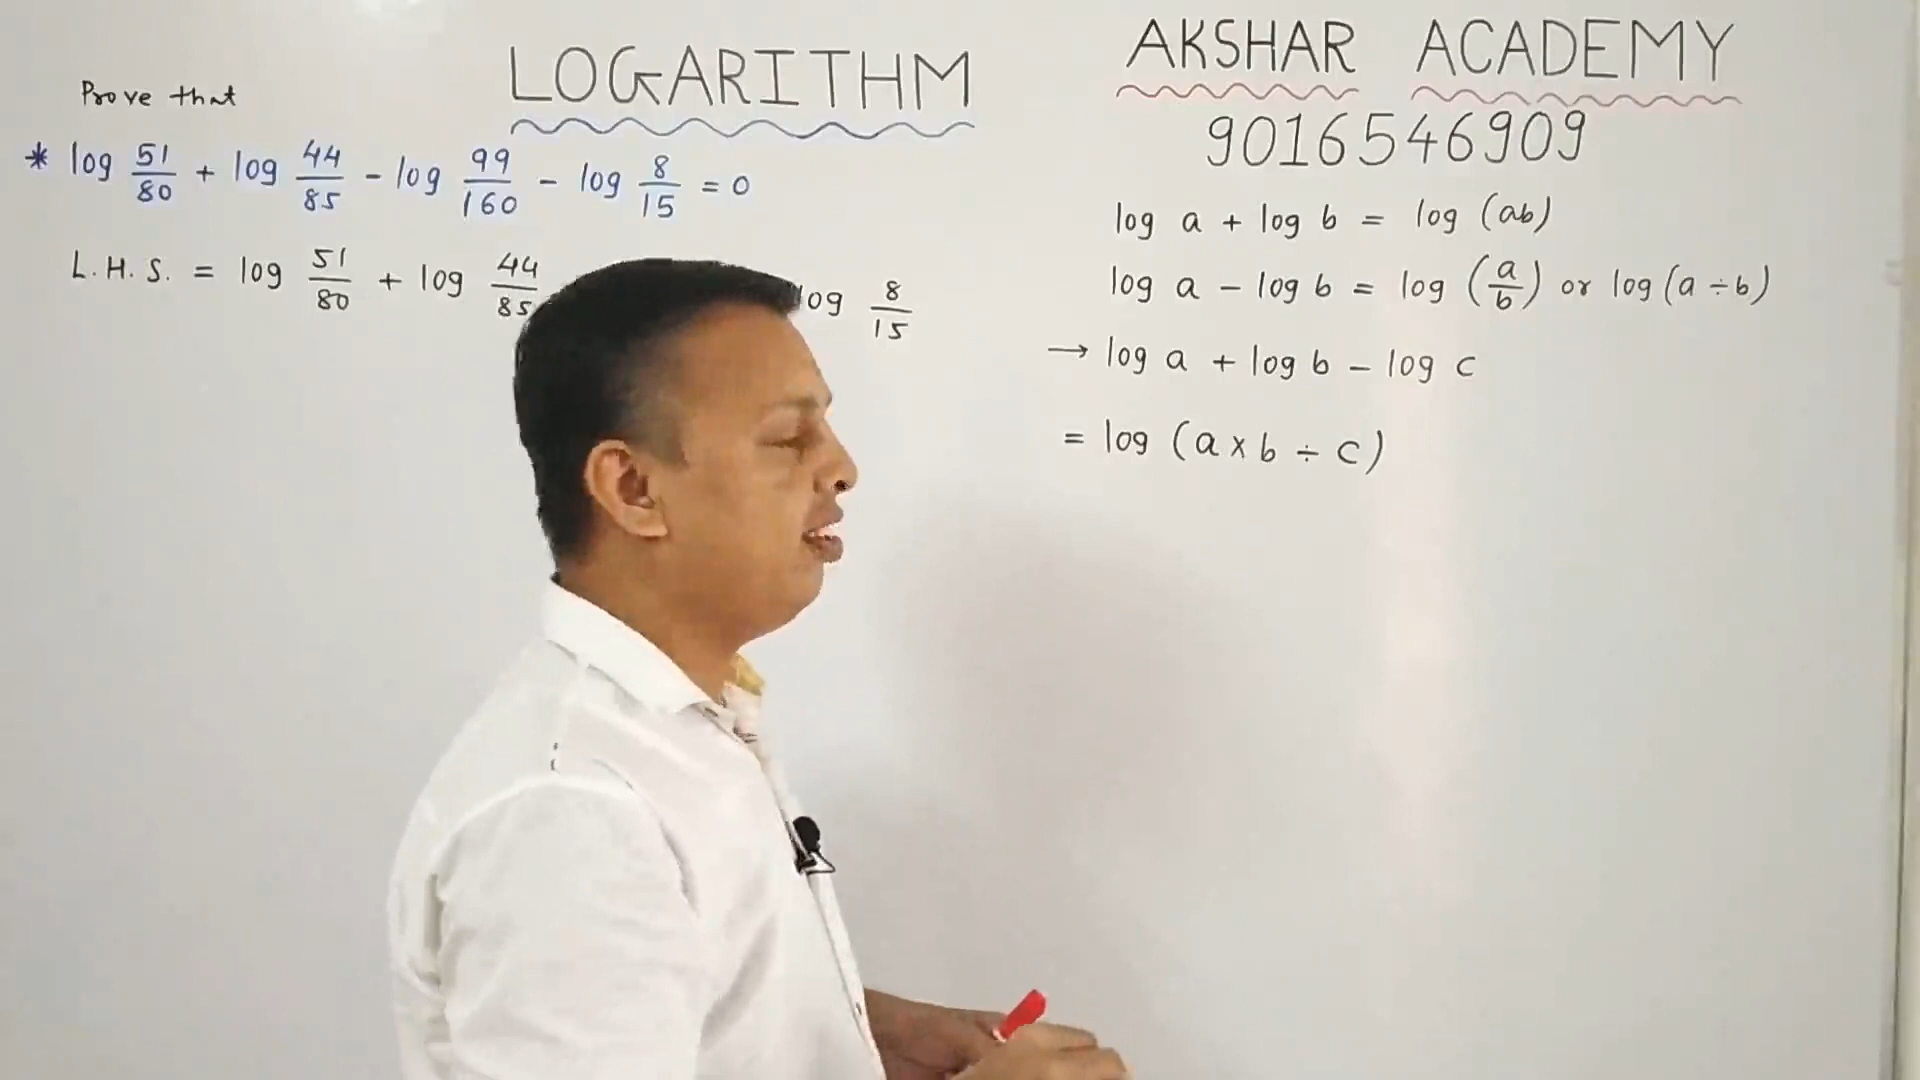 LOGARITHM
AKSHAR ACADEMY
9016546909
Prove that
* log 51/80 + log 44/85 - log 99/160 - log 8/15 = 0
L.H.S. = log 51/80 + log 44/85 log 8/15
log a + log b = log (ab)
log a - log b = log (a/b) or log (a ÷ b)
→ log a + log b - log c
= log (a × b ÷ c)